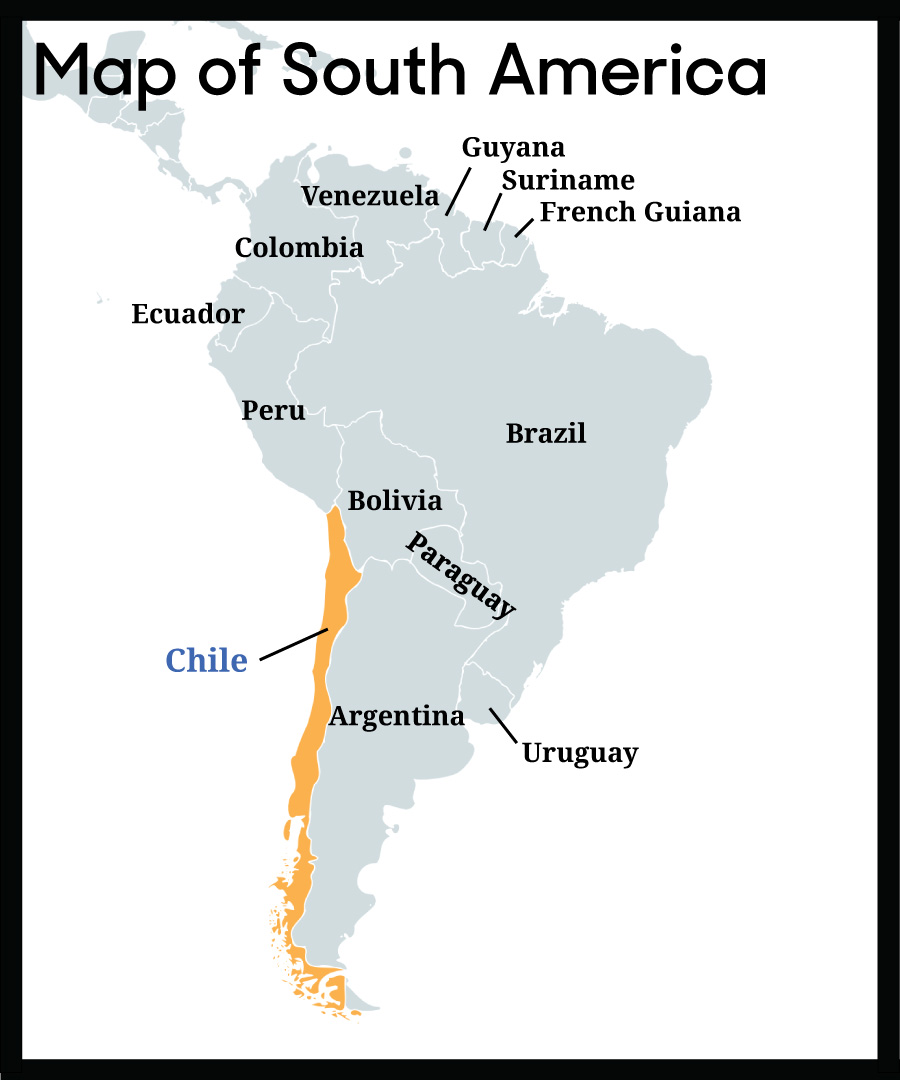 Map of South America
Guyana
Suriname
Venezuela
French Guiana
Colombia
Ecuador
Peru
Brazil
Bolivia
Paraguay
Chile
Argentina
Uruguay